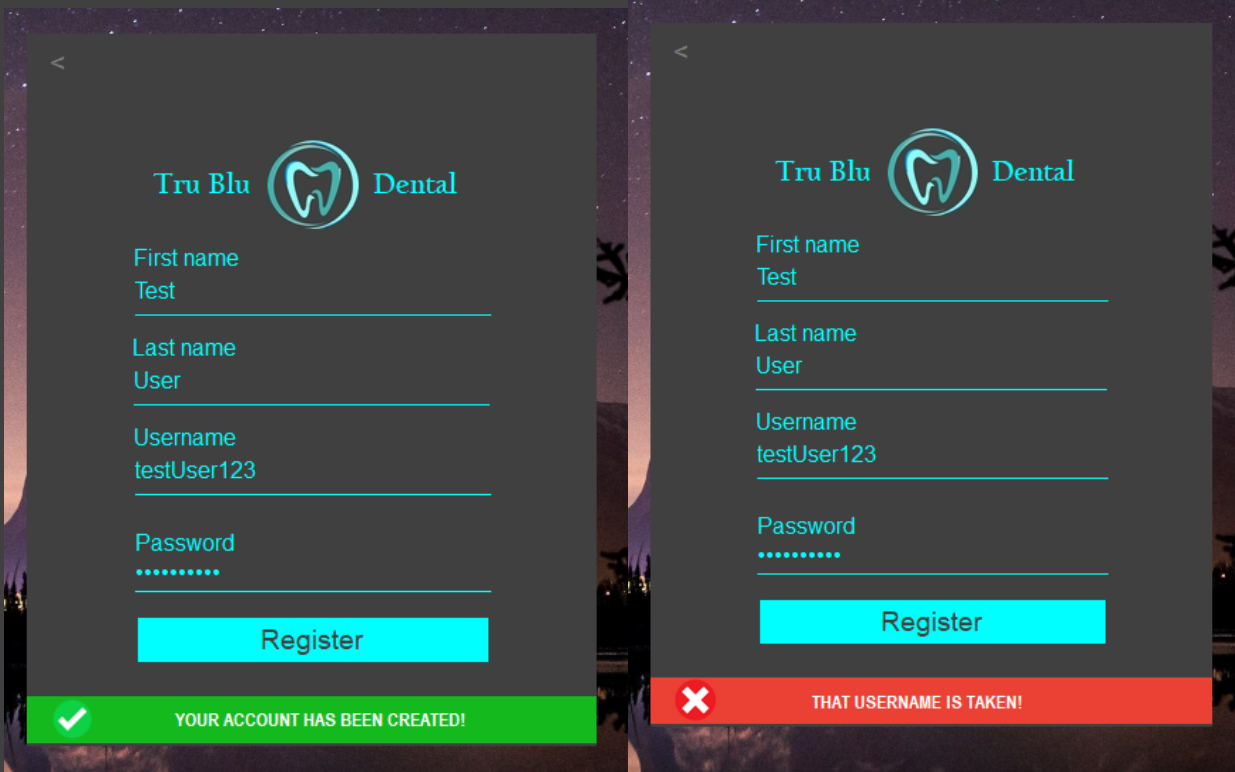 <
Tru Blu Dental
First name
Test
Last name
User
Username
testUser123
Password
••••••••••
Register
YOUR ACCOUNT HAS BEEN CREATED!
<
Tru Blu Dental
First name
Test
Last name
User
Username
testUser123
Password
••••••••••
Register
THAT USERNAME IS TAKEN!